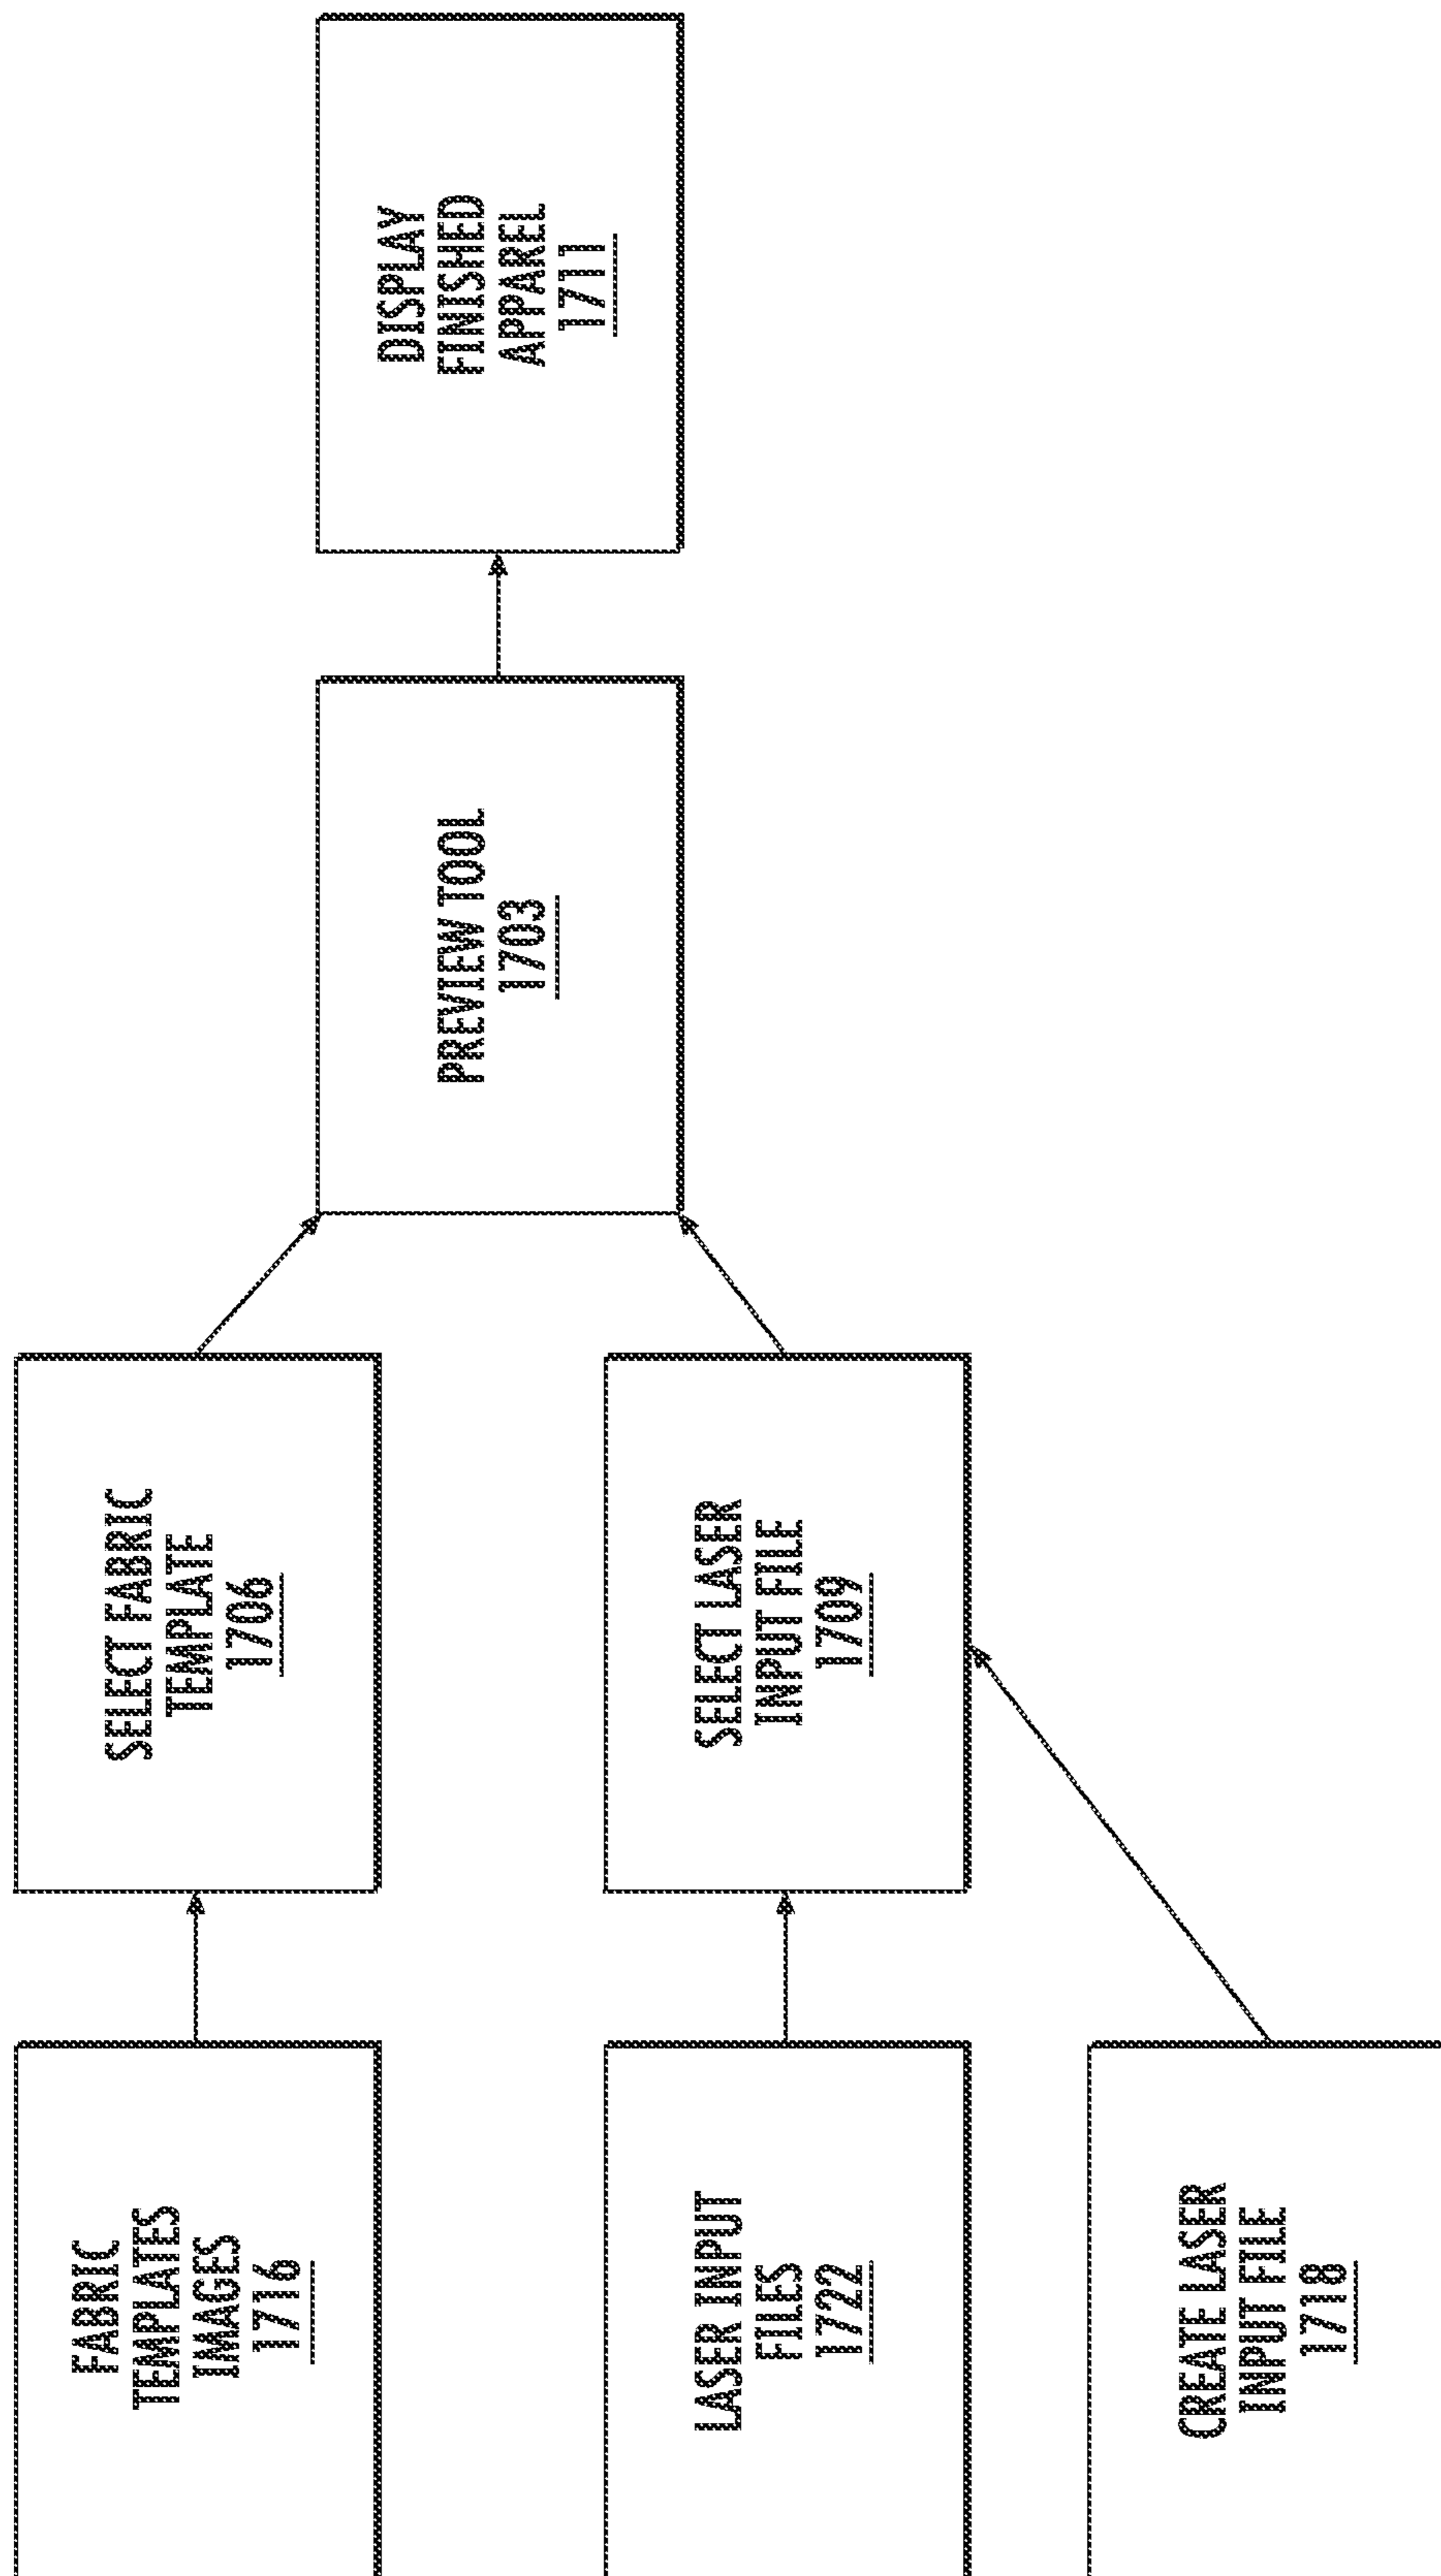 FABRIC
TEMPLATES
IMAGES
1716
SELECT FABRIC
TEMPLATE
1706
LASER INPUT
FILES
1722
SELECT LASER
INPUT FILE
1709
CREATE LASER
INPUT FILE
1718
PREVIEW TOOL
1703
DISPLAY
FINISHED
APPAREL
1711